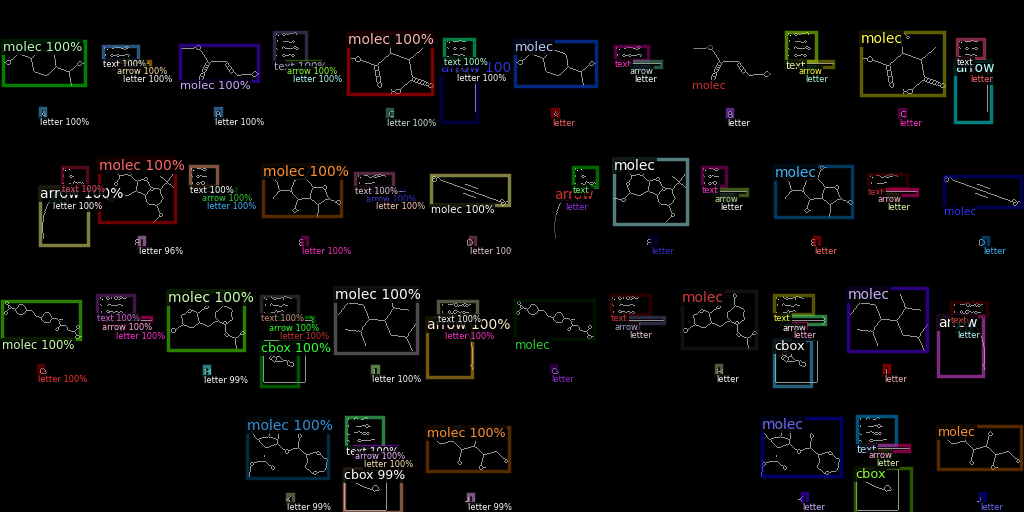 molec 100%
text 100%
arrow 100%
letter 100%
letter 100%
molec 100%
text 100%
arrow 100%
letter 100%
letter 100%
molec 100%
text 100%
arrow 100
letter 100%
letter 100%
molec
text
arrow
letter
letter
molec
text
arrow
letter
letter
molec
text
arrow
letter
letter
text 100%
arrow 100%
letter 100%
molec 100%
letter 96%
text 100%
arrow 100%
letter 100%
molec 100%
letter 100%
text 100%
arrow 100%
letter 100%
molec 100%
letter 100
arrow
text
letter
molec
letter
text
arrow
letter
molec
letter
text
arrow
letter
molec
letter
molec 100%
text 100%
arrow 100%
letter 100%
letter 100%
molec 100%
text 100%
arrow 100%
letter 100%
cbox 100%
letter 99%
molec 100%
text 100%
arrow 100%
letter 100%
letter 100%
molec
text
arrow
letter
letter
molec
text
arrow
letter
cbox
letter
molec
text
arrow
letter
letter
molec 100%
text 100%
arrow 100%
letter 100%
cbox 99%
letter 99%
molec 100%
letter 99%
molec
text
arrow
letter
cbox
letter
molec
letter